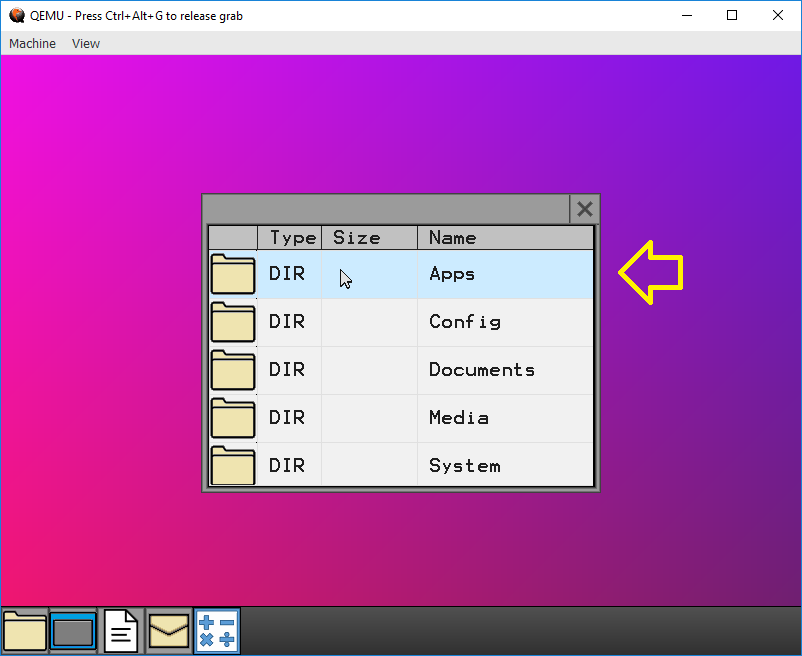 QEMU - Press Ctrl+Alt+G to release grab
Machine View
Type Size Name
DIR Apps
DIR Config
DIR Documents
DIR Media
DIR System